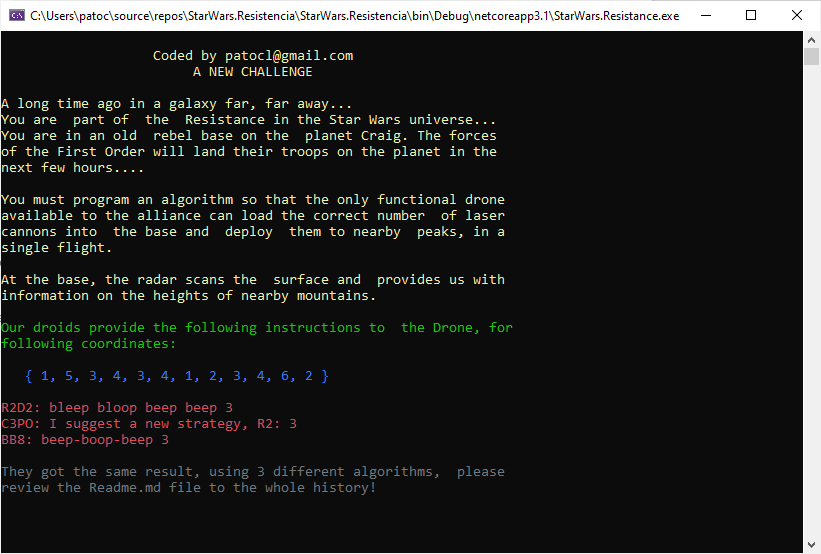 C:\Users\patoc\source\repos\StarWars.Resistencia\StarWars.Resistencia\bin\Debug\netcoreapp3.1\StarWars.Resistance.exe
Coded by patocl@gmail.com
A NEW CHALLENGE
A long time ago in a galaxy far, far away...
You are  part of  the  Resistance in the Star Wars universe...
You are in an old  rebel base on the  planet Craig. The forces
of the First Order will land their troops on the planet in the
next few hours....
You must program an algorithm so that the only functional drone
available to the alliance can load the correct number  of laser
cannons into  the base and  deploy  them to nearby  peaks, in a
single flight.
At the base, the radar scans the  surface and  provides us with
information on the heights of nearby mountains.
Our droids provide the following instructions to  the Drone, for
following coordinates:
{ 1, 5, 3, 4, 3, 4, 1, 2, 3, 4, 6, 2 }
R2D2: bleep bloop beep beep 3
C3PO: I suggest a new strategy, R2: 3
BB8: beep-boop-beep 3
They got the same result, using 3 different algorithms,  please
review the Readme.md file to the whole history!